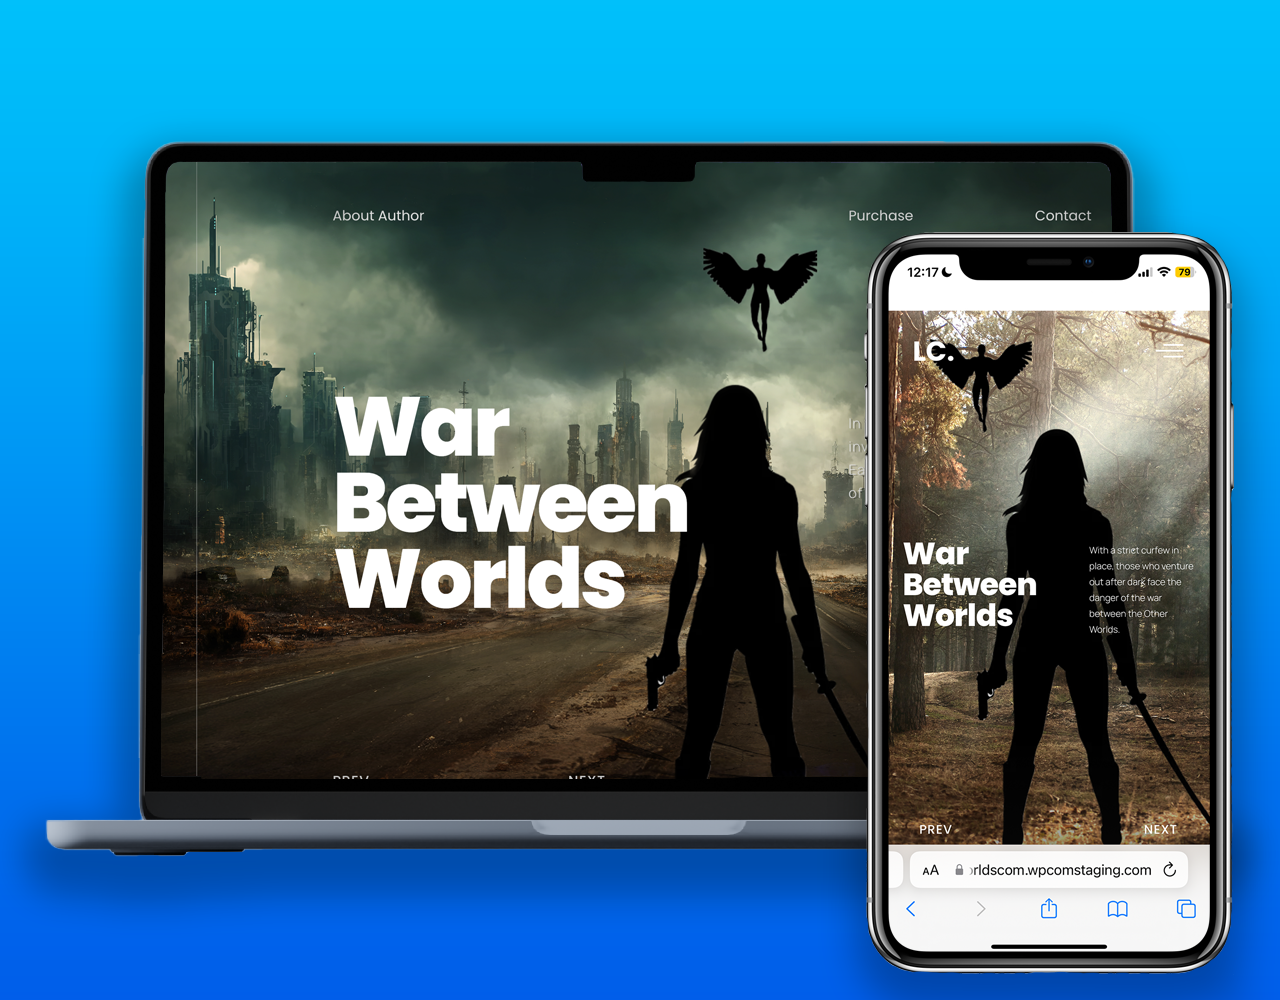 About Author
Purchase
Contact
War
Between
Worlds
In
of
PREV
NEXT
12:17
79
LC.
War
Between
Worlds
With a strict curfew in
place, those who venture
out after dark face the
danger of the war
between the Other
Worlds.
PREV
NEXT
AA
rldscom.wpcomstaging.com